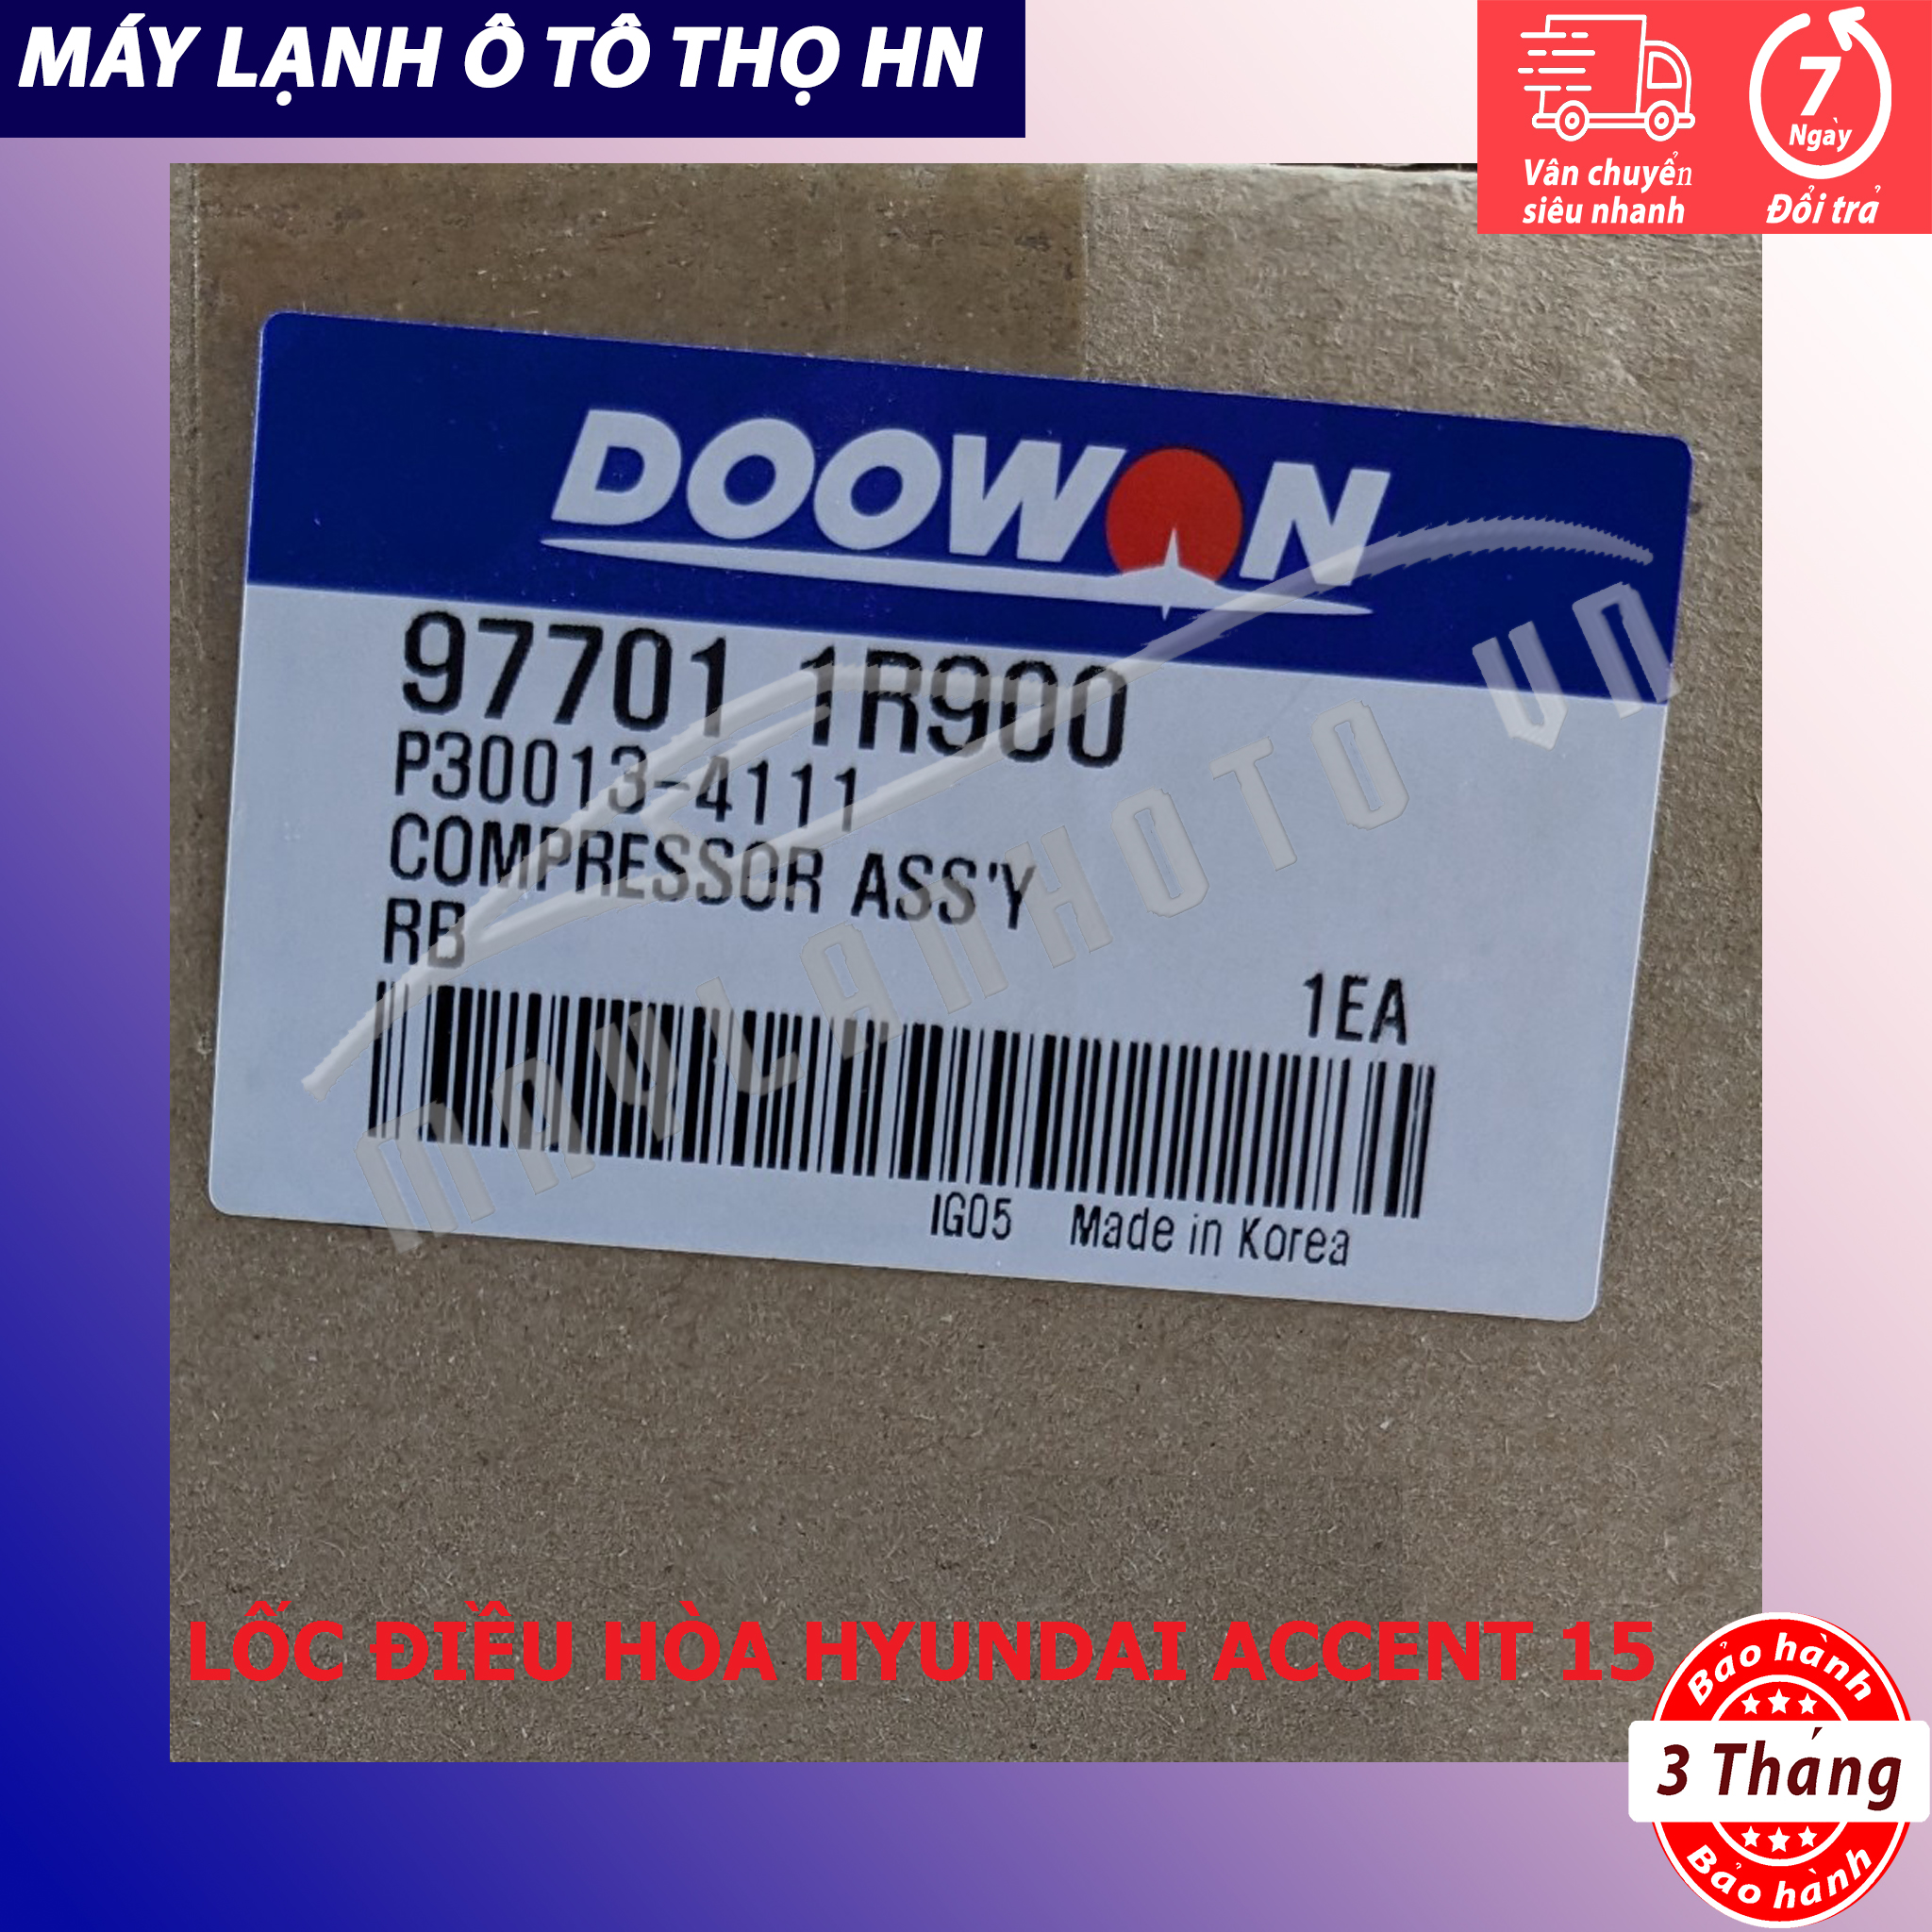 MÁY LẠNH Ô TÔ THỌ HN
Vân chuyển
siêu nhanh
7
Ngày
Đổi trả
DOOWON
97701 1R900
P30013-4111
COMPRESSOR ASS'Y
RB
1EA
IG05 Made in Korea
MAYLANHOTO VN
LỐC ĐIỀU HÒA HYUNDAI ACCENT 15
Bảo hành
3 Tháng
Bảo hành